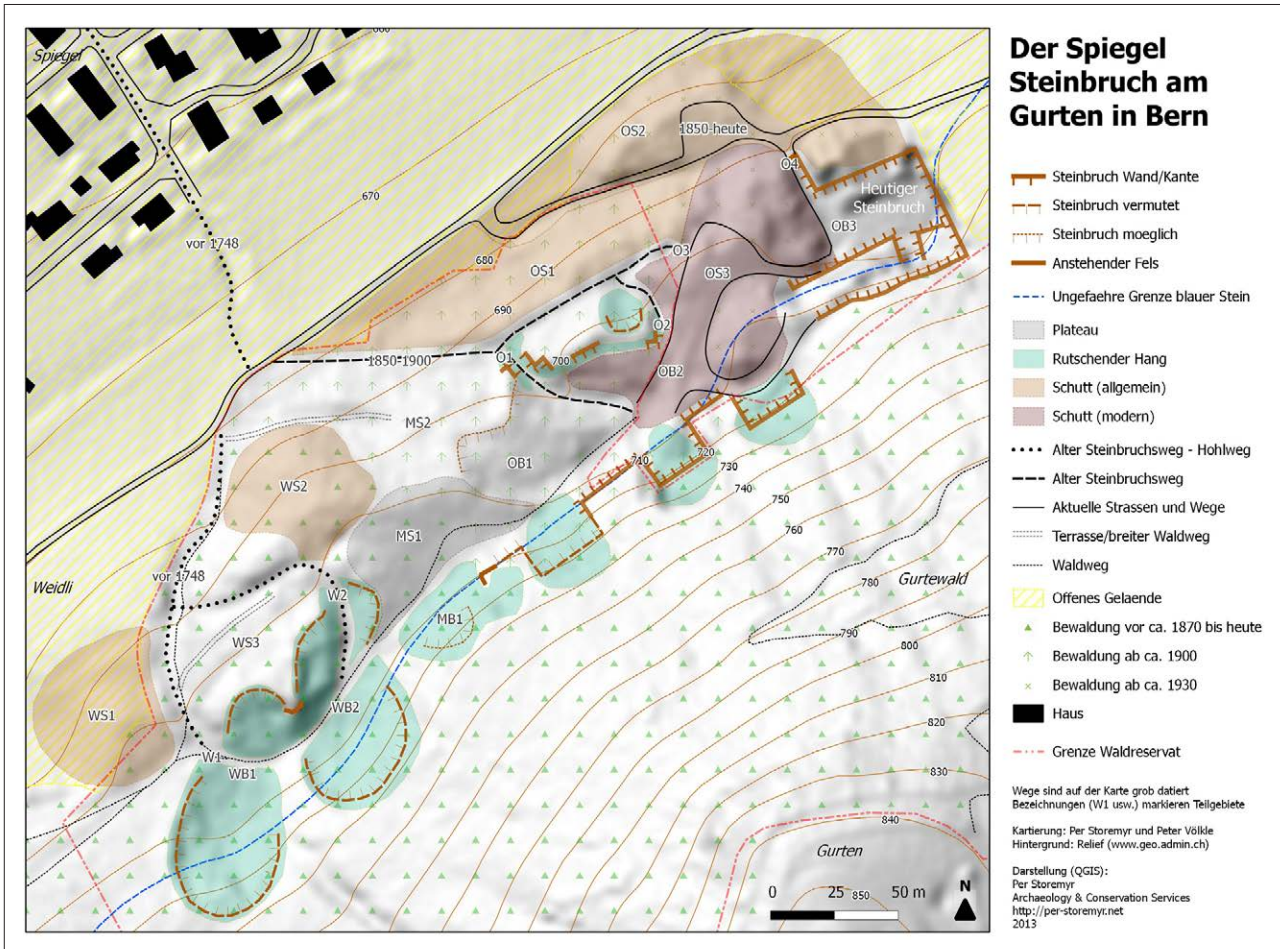 Der Spiegel
Steinbruch am
Gurten in Bern
Steinbruch Wand/Kante
Steinbruch vermutet
Steinbruch moeglich
Anstehender Fels
Ungefaehre Grenze blauer Stein
Plateau
Rutschender Hang
Schutt (allgemein)
Schutt (modern)
Alter Steinbruchsweg - Hohlweg
Alter Steinbruchsweg
Aktuelle Strassen und Wege
Terrasse/breiter Waldweg
Waldweg
Offenes Gelaende
Bewaldung vor ca. 1870 bis heute
Bewaldung ab ca. 1900
Bewaldung ab ca. 1930
Haus
Grenze Waldreservat
Wege sind auf der Karte grob datiert
Bezeichnungen (W1 usw.) markieren Teilgebiete
Kartierung: Per Storemyr und Peter Völkle
Hintergrund: Relief (www.geo.admin.ch)
Darstellung (QGIS):
Per Storemyr
Archaeology & Conservation Services
http://per-storemyr.net
2013
660
Spiegel
OS2
1850-heute
O4
Heutiger
Steinbruch
670
OB3
vor 1748
O3
680
OS1
OS3
690
O2
O1
1850-1900
700
OB2
MS2
OB1
710
720
730
740
750
WS2
760
MS1
770
vor 1748
780
Weidli
Gurtewald
W2
MB1
790
WS3
800
810
WB2
WS1
820
W1
WB1
830
840
Gurten
0
25
50 m
850
N